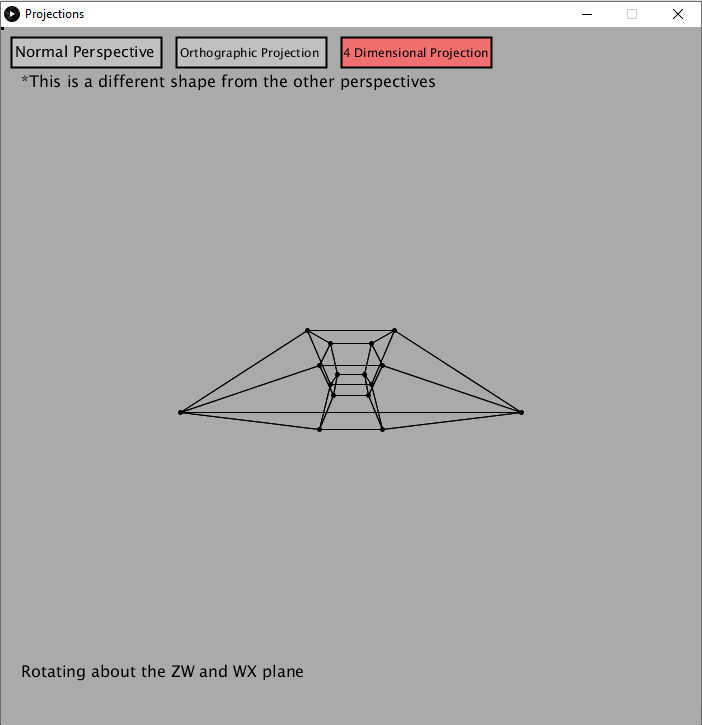 Projections
Normal Perspective
Orthographic Projection
4 Dimensional Projection
*This is a different shape from the other perspectives
Rotating about the ZW and WX plane